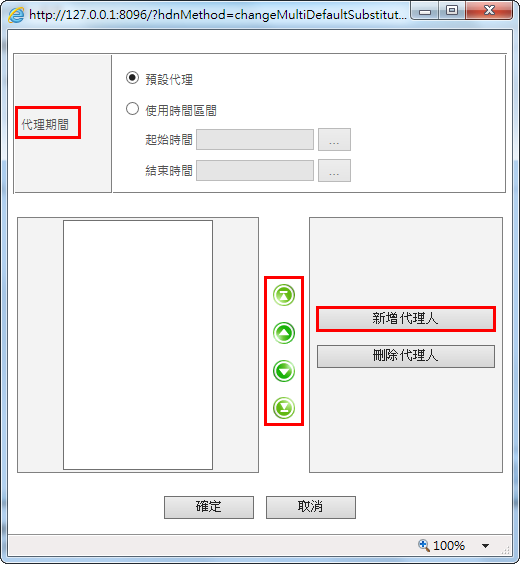 http://127.0.0.1:8096/?hdnMethod=changeMultiDefaultSubstitut...
代理期間
預設代理
使用時間區間
起始時間 ...
結束時間 ...
新增代理人
刪除代理人
確定 取消
100%